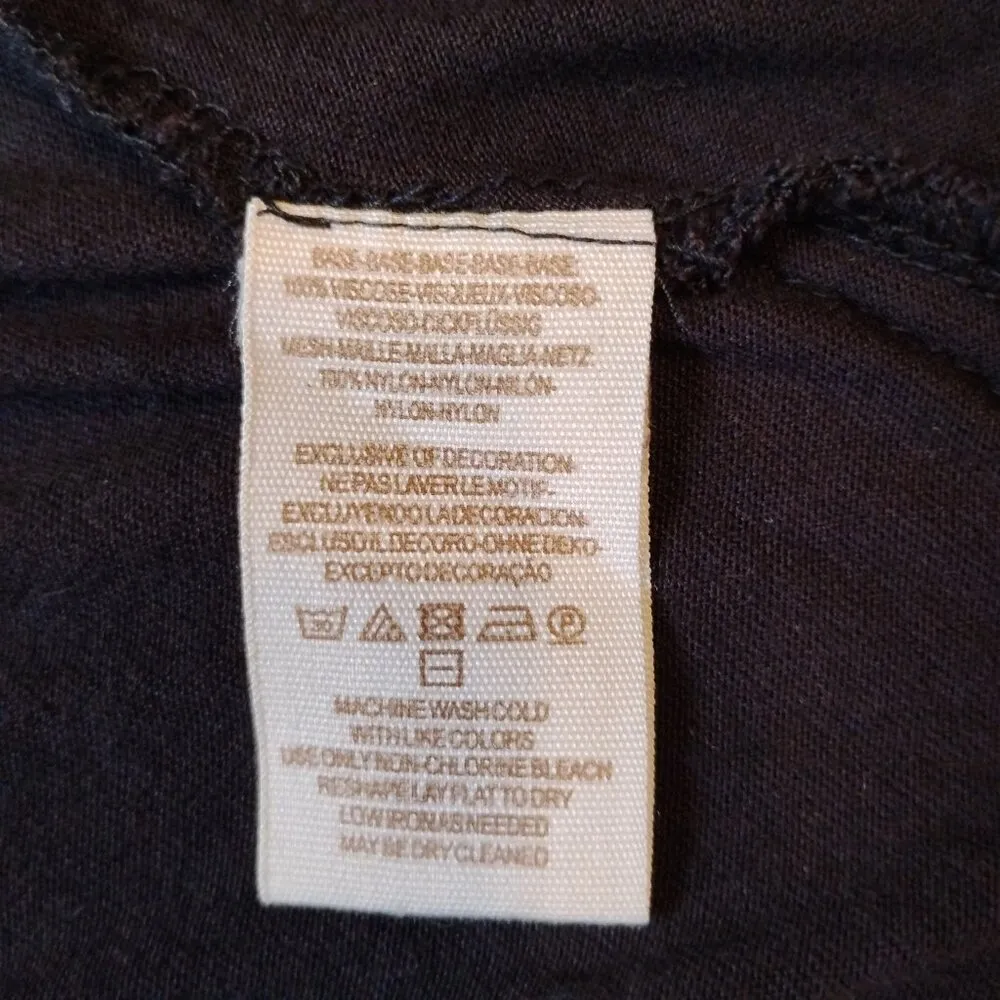 BASE-BASE-BASE-BASE-BASE
100% VISCOSE-VISQUEUX-VISCOSO-
VISCOSO-DICKFLÜSSIG
MESH-MAILLE-MALLA-MAGLIA-NETZ
100% NYLON-NYLON-NILÓN-
NYLON-NYLON
EXCLUSIVE OF DECORATION-
NE PAS LAVER LE MOTIF-
EXCLUYENDO LA DECORACION-
ESCLUSO IL DECORO-OHNE DEKO-
EXCEPTO DECORAÇÃO
30
P
MACHINE WASH COLD
WITH LIKE COLORS
USE ONLY NON-CHLORINE BLEACH
RESHAPE LAY FLAT TO DRY
LOW IRON AS NEEDED
MAY BE DRY CLEANED